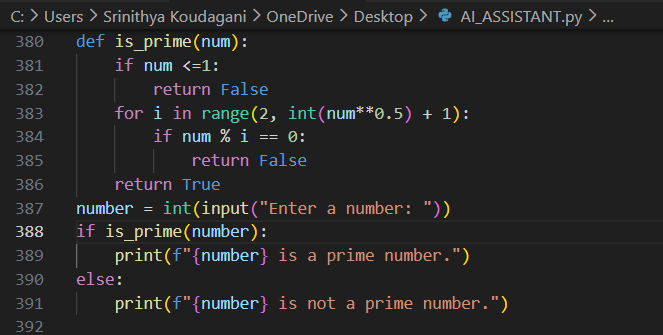 C: > Users > Srinithya Koudagani > OneDrive > Desktop > AI_ASSISTANT.py > ...
380 def is_prime(num):
381     if num <=1:
382         return False
383     for i in range(2, int(num**0.5) + 1):
384         if num % i == 0:
385             return False
386     return True
387 number = int(input("Enter a number: "))
388 if is_prime(number):
389     print(f"{number} is a prime number.")
390 else:
391     print(f"{number} is not a prime number.")
392